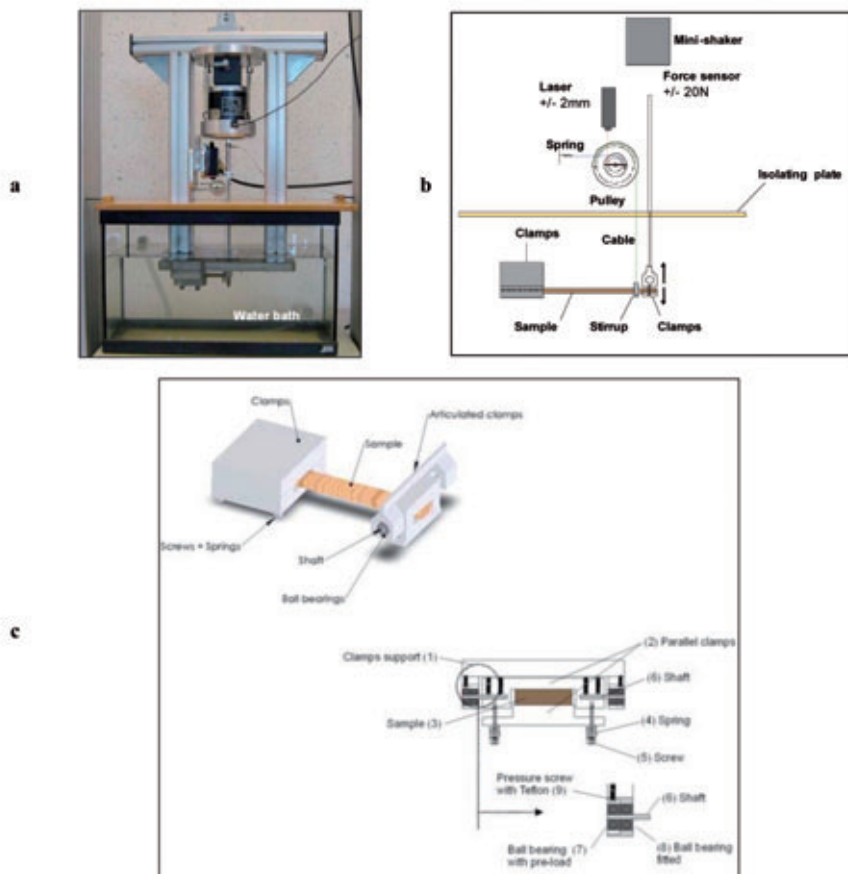 a
Water bath
b
Mini-shaker
Laser
+/- 2mm
Force sensor
+/- 20N
Spring
Isolating plate
Pulley
Clamps
Cable
Sample
Stirrup
Clamps
c
Clamps
Articulated clamps
Sample
Screws + Springs
Shaft
Ball bearings
(2) Parallel clamps
Clamps support (1)
(6) Shaft
Sample (3)
(4) Spring
(5) Screw
Pressure screw
with Teflon (9)
(6) Shaft
Ball bearing (7)
with pre-load
(8) Ball bearing
fitted